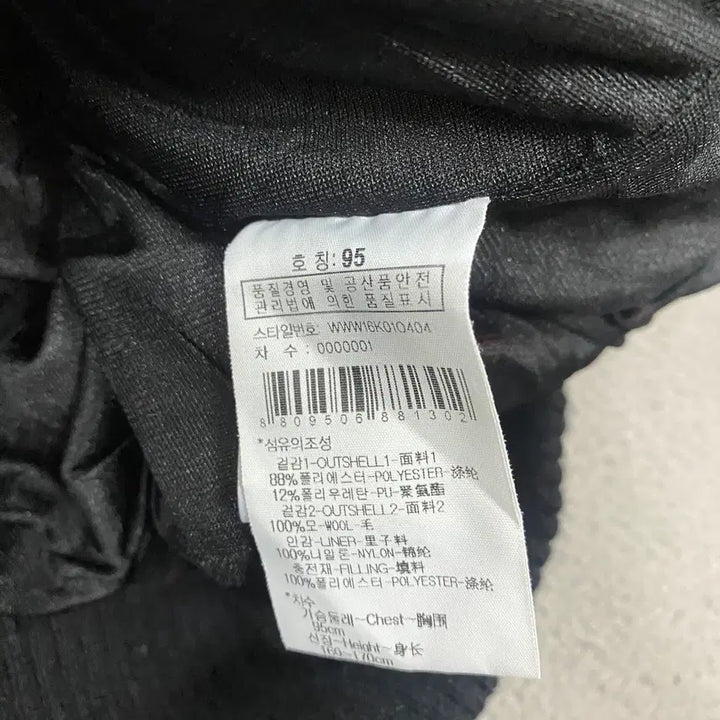 호 칭: 95
품질경영 및 공산품안전
관리법에 의한 품질표시
스타일번호: WWW16K010404
차 수 : 0000001
8809506881302
*섬유의조성
겉감1-OUTSHELL1-面料1
88%폴리에스터-POLYESTER-涤纶
12%폴리우레탄-PU-聚氨酯
겉감2-OUTSHELL2-面料2
100%모-WOOL-毛
안감-LINER-里子料
100%나일론-NYLON-锦纶
충전재-FILLING-填料
100%폴리에스터-POLYESTER-涤纶
*치수
가슴둘레~Chest~胸围
95cm
신장~Height~身长
160~170cm